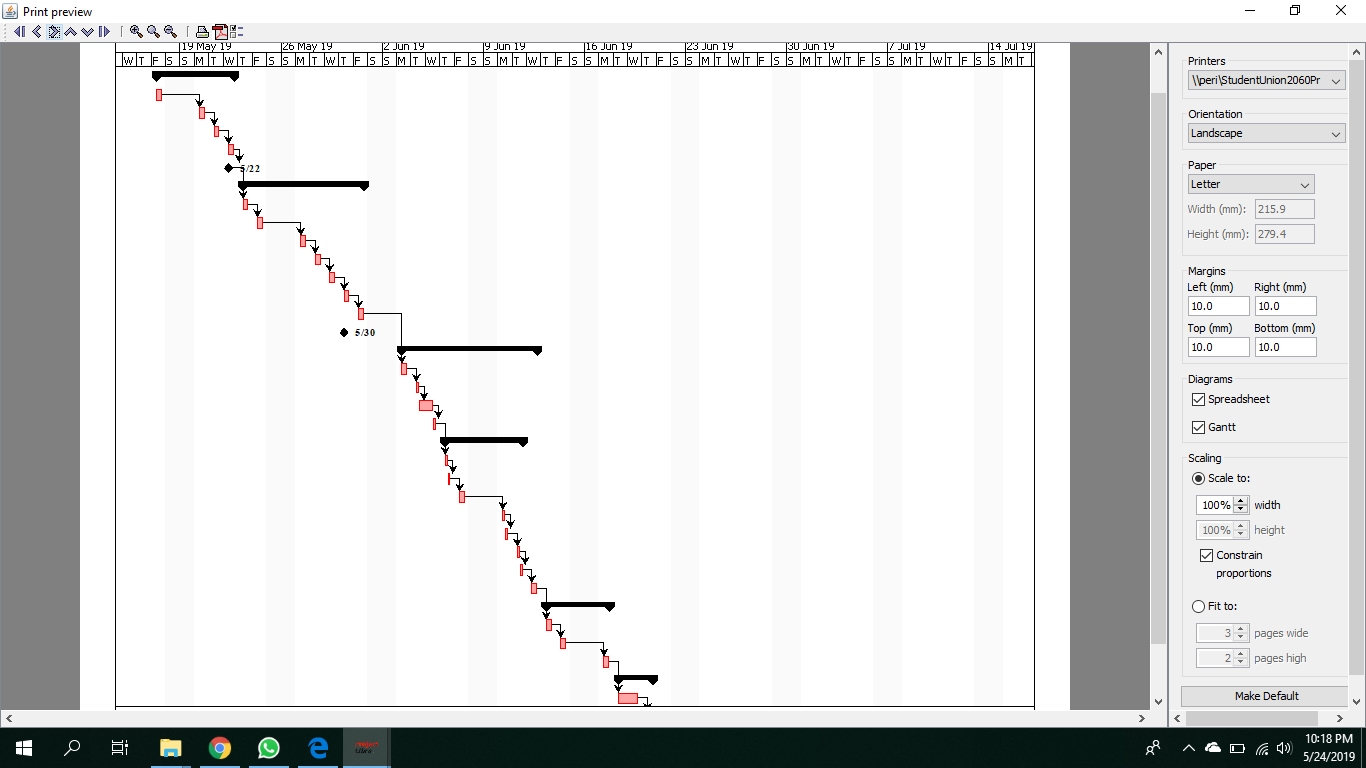 Print preview
19 May 19 26 May 19 2 Jun 19 9 Jun 19 16 Jun 19 23 Jun 19 30 Jun 19 7 Jul 19 14 Jul 19
W T F S S M T W T F S S M T W T F S S M T W T F S S M T W T F S S M T W T F S S M T W T F S S M T W T F S S M T W T F S S M T W T
5/22
5/30
Printers
\\peri\StudentUnion2060Pr
Orientation
Landscape
Paper
Letter
Width (mm): 215.9
Height (mm): 279.4
Margins
Left (mm) Right (mm)
10.0 10.0
Top (mm) Bottom (mm)
10.0 10.0
Diagrams
Spreadsheet
Gantt
Scaling
Scale to:
100% width
100% height
Constrain
proportions
Fit to:
3 pages wide
2 pages high
Make Default
10:18 PM
5/24/2019